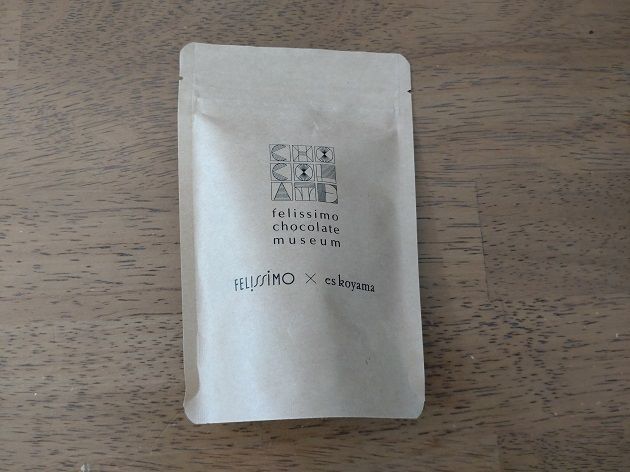 CHO
COL
ATE
felissimo
chocolate
museum
FELISSIMO × es koyama